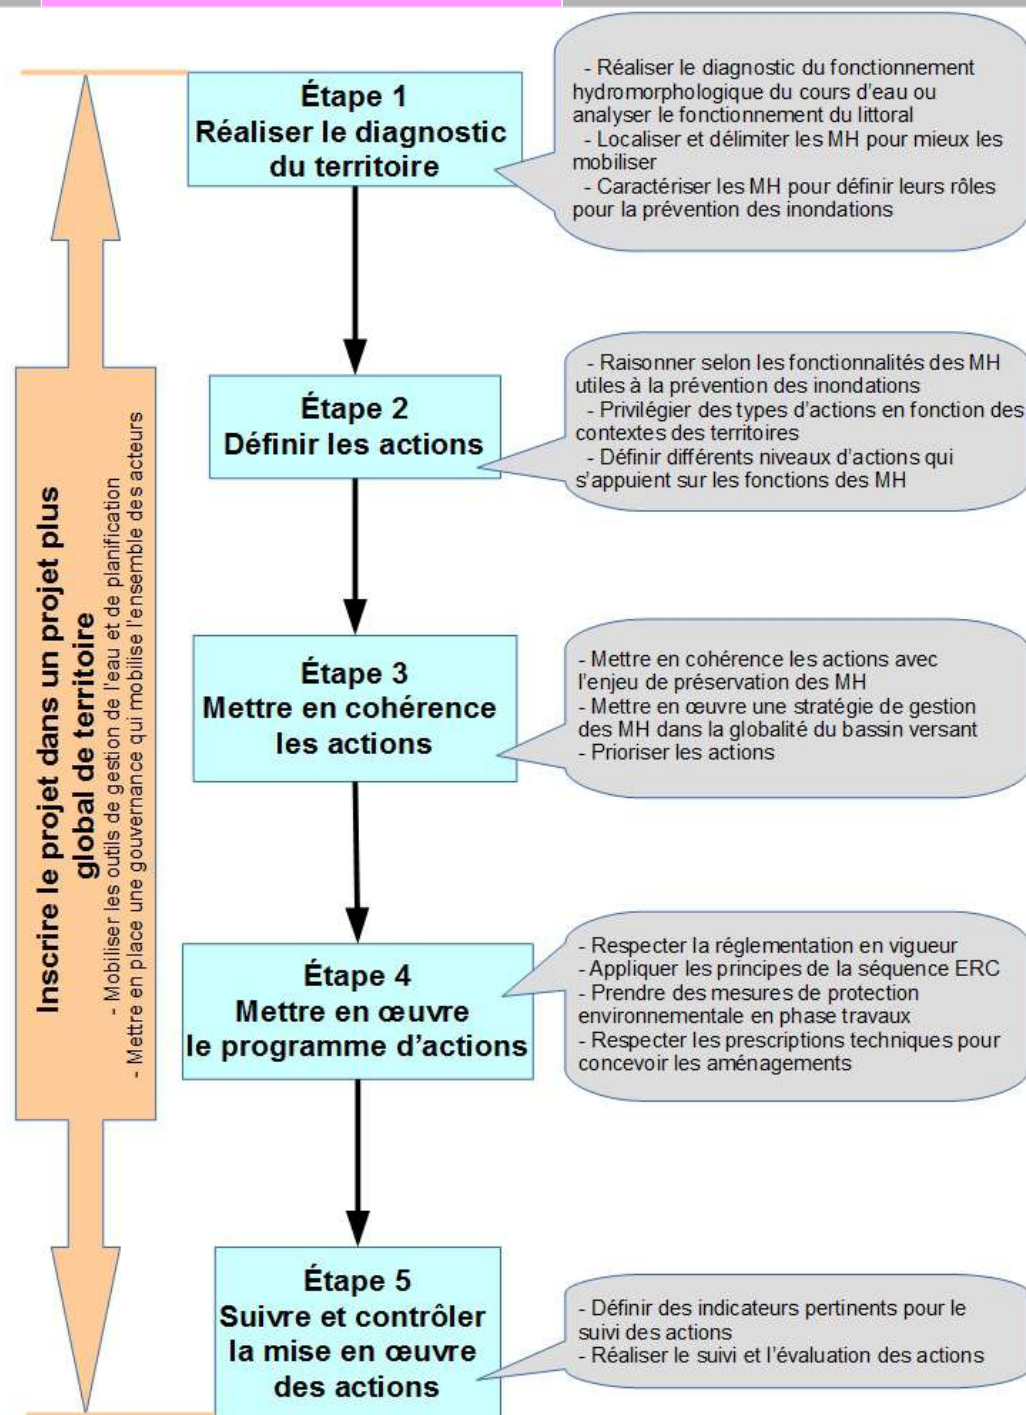 Étape 1
Réaliser le diagnostic
du territoire
- Réaliser le diagnostic du fonctionnement
hydromorphologique du cours d'eau ou
analyser le fonctionnement du littoral
- Localiser et délimiter les MH pour mieux les
mobiliser
- Caractériser les MH pour définir leurs rôles
pour la prévention des inondations
Étape 2
Définir les actions
- Raisonner selon les fonctionnalités des MH
utiles à la prévention des inondations
- Privilégier des types d'actions en fonction des
contextes des territoires
- Définir différents niveaux d'actions qui
s'appuient sur les fonctions des MH
Inscrire le projet dans un projet plus
global de territoire
- Mobiliser les outils de gestion de l'eau et de planification
- Mettre en place une gouvernance qui mobilise l'ensemble des acteurs
Étape 3
Mettre en cohérence
les actions
- Mettre en cohérence les actions avec
l'enjeu de préservation des MH
- Mettre en œuvre une stratégie de gestion
des MH dans la globalité du bassin versant
- Prioriser les actions
Étape 4
Mettre en œuvre
le programme d'actions
- Respecter la réglementation en vigueur
- Appliquer les principes de la séquence ERC
- Prendre des mesures de protection
environnementale en phase travaux
- Respecter les prescriptions techniques pour
concevoir les aménagements
Étape 5
Suivre et contrôler
la mise en œuvre
des actions
- Définir des indicateurs pertinents pour le
suivi des actions
- Réaliser le suivi et l'évaluation des actions